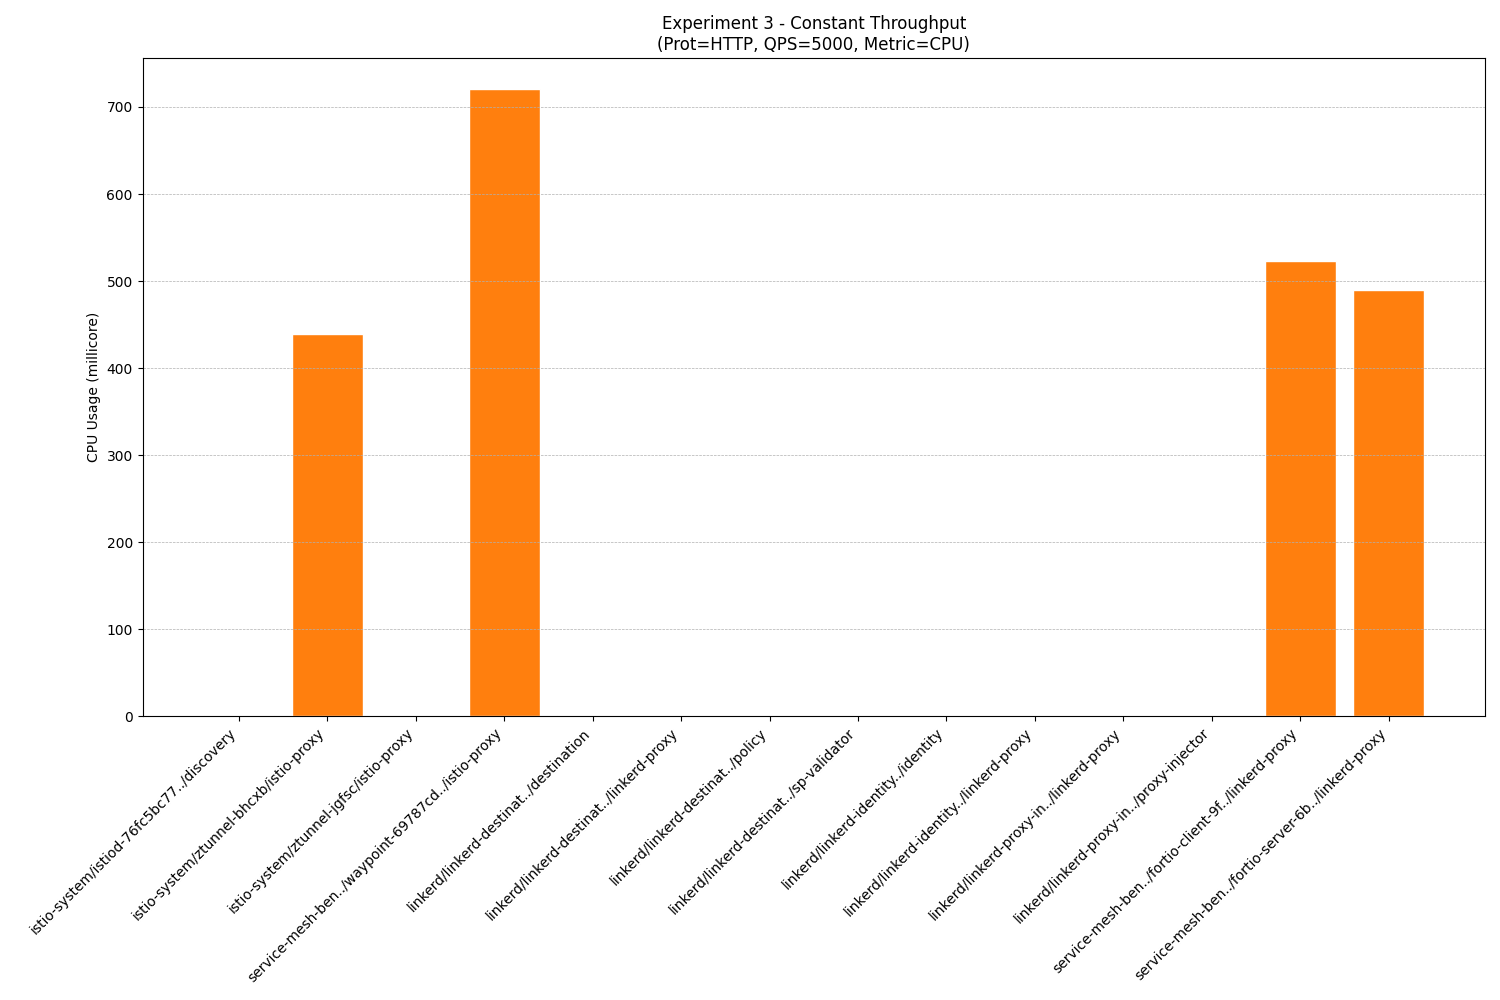 Experiment 3 - Constant Throughput
(Prot=HTTP, QPS=5000, Metric=CPU)
CPU Usage (millicore)
700
600
500
400
300
200
100
0
istio-system/istiod-76fc5bc77../discovery
istio-system/ztunnel-bhcxb/istio-proxy
istio-system/ztunnel-jgfsc/istio-proxy
service-mesh-ben../waypoint-69787cd../istio-proxy
linkerd/linkerd-destinat../destination
linkerd/linkerd-destinat../linkerd-proxy
linkerd/linkerd-destinat../policy
linkerd/linkerd-destinat../sp-validator
linkerd/linkerd-identity../identity
linkerd/linkerd-identity../linkerd-proxy
linkerd/linkerd-proxy-in../linkerd-proxy
linkerd/linkerd-proxy-in../proxy-injector
service-mesh-ben../fortio-client-9f../linkerd-proxy
service-mesh-ben../fortio-server-6b../linkerd-proxy